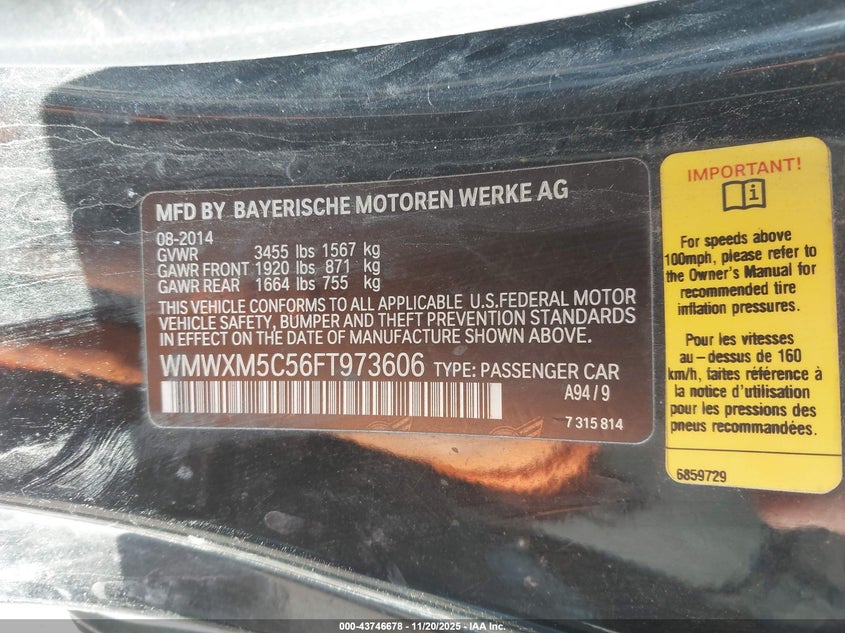 MFD BY BAYERISCHE MOTOREN WERKE AG
08-2014
GVWR 3455 lbs 1567 kg
GAWR FRONT 1920 lbs 871 kg
GAWR REAR 1664 lbs 755 kg
THIS VEHICLE CONFORMS TO ALL APPLICABLE U.S.FEDERAL MOTOR
VEHICLE SAFETY, BUMPER AND THEFT PREVENTION STANDARDS
IN EFFECT ON THE DATE OF MANUFACTURE SHOWN ABOVE.
WMWXM5C56FT973606 TYPE: PASSENGER CAR
A94/9
7315814
IMPORTANT!
For speeds above
100mph, please refer to
the Owner's Manual for
recommended tire
inflation pressures.
Pour les vitesses
au-dessus de 160
km/h, faites référence à
la notice d'utilisation
pour les pressions des
pneus recommandées.
6859729
000-43746678 - 11/20/2025 - IAA Inc.